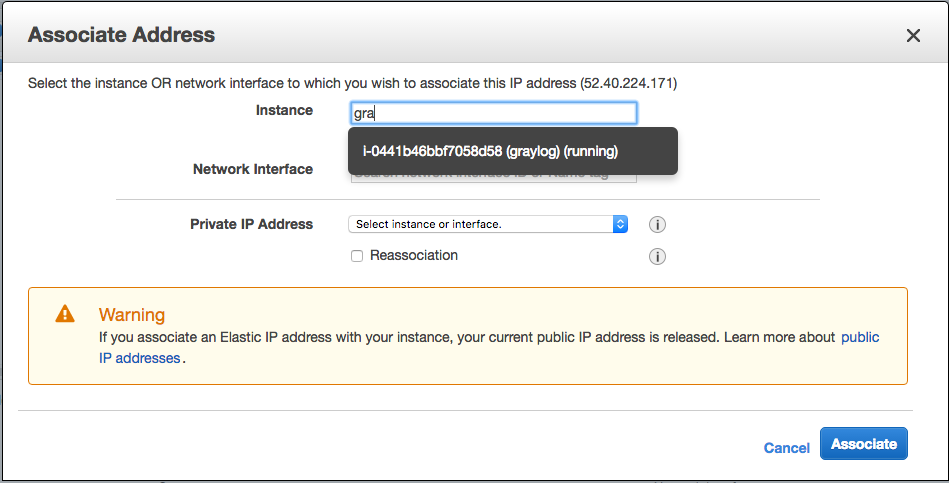 Associate Address
Select the instance OR network interface to which you wish to associate this IP address (52.40.224.171)
Instance
gra
i-0441b46bbf7058d58 (graylog) (running)
Network Interface
Private IP Address
Select instance or interface.
Reassociation
Warning
If you associate an Elastic IP address with your instance, your current public IP address is released. Learn more about public
IP addresses.
Cancel
Associate